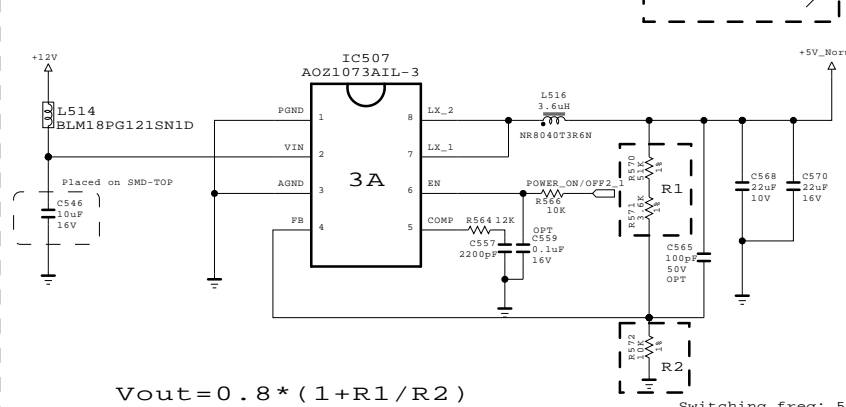 +12V
L514
BLM18PG121SN1D
Placed on SMD-TOP
C546
10uF
16V
IC507
AOZ1073AIL-3
3A
PGND
1
VIN
2
AGND
3
FB
4
8
LX_2
7
LX_1
6
EN
5
COMP
L516
3.6uH
NR8040T3R6N
POWER_ON/OFF2_1
R566
10K
R564 12K
C557
2200pF
OPT
C559
0.1uF
16V
R570
51K
1%
R571
3.6K
1%
R1
C565
100pF
50V
OPT
R572
10K
1%
R2
C568
22uF
10V
C570
22uF
16V
+5V_Nor
Vout=0.8*(1+R1/R2)
Switching freq: 5